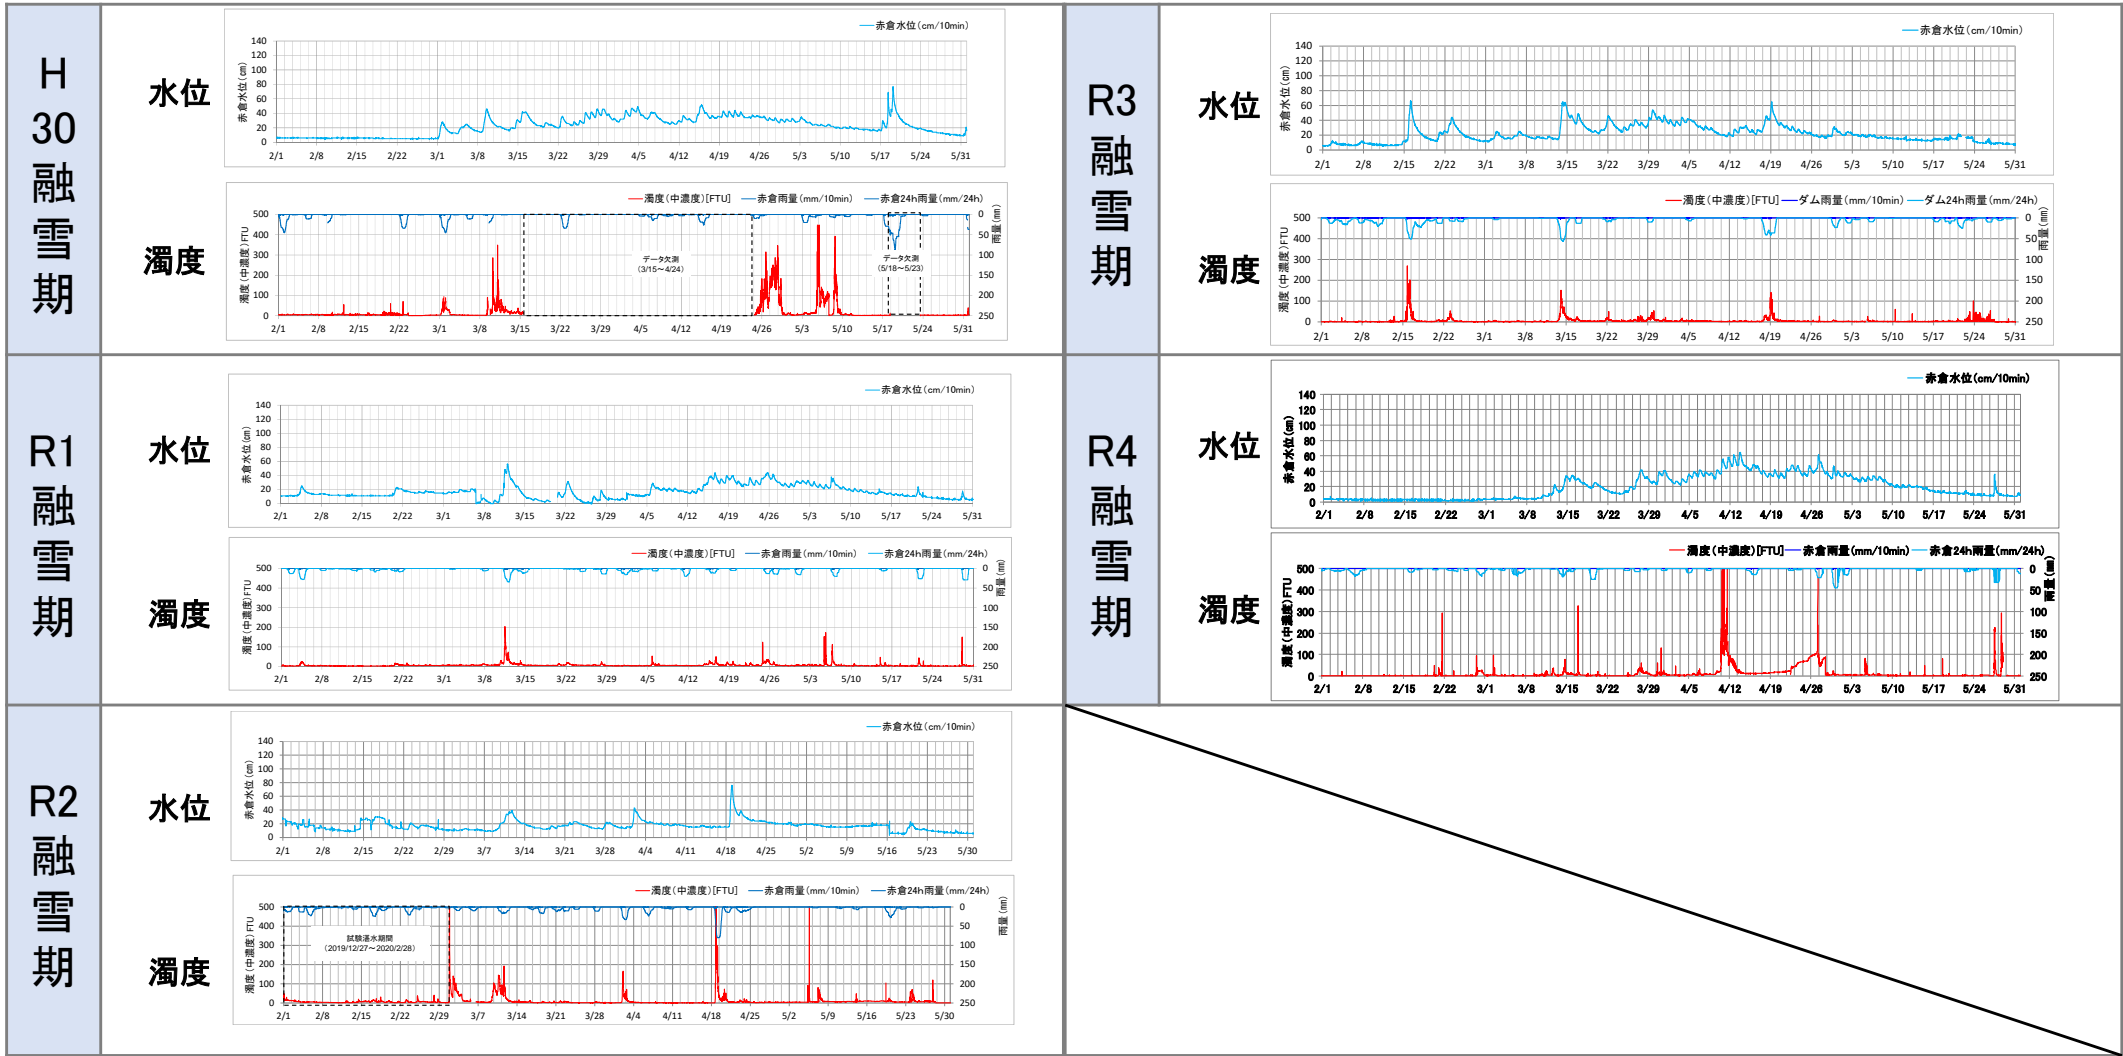 H
30
融
雪
期
水位
赤倉水位(cm/10min)
赤倉水位(cm)
140
120
100
80
60
40
20
0
2/1 2/8 2/15 2/22 3/1 3/8 3/15 3/22 3/29 4/5 4/12 4/19 4/26 5/3 5/10 5/17 5/24 5/31
濁度
濁度(中濃度)[FTU] 赤倉雨量(mm/10min) 赤倉24h雨量(mm/24h)
濁度(中濃度)FTU
500
400
300
200
100
0
データ欠測
(3/15～4/24)
データ欠測
(5/18～5/23)
0
50
100
150
200
250
雨量(mm)
2/1 2/8 2/15 2/22 3/1 3/8 3/15 3/22 3/29 4/5 4/12 4/19 4/26 5/3 5/10 5/17 5/24 5/31
R1
融
雪
期
水位
赤倉水位(cm/10min)
赤倉水位(cm)
140
120
100
80
60
40
20
0
2/1 2/8 2/15 2/22 3/1 3/8 3/15 3/22 3/29 4/5 4/12 4/19 4/26 5/3 5/10 5/17 5/24 5/31
濁度
濁度(中濃度)[FTU] 赤倉雨量(mm/10min) 赤倉24h雨量(mm/24h)
濁度(中濃度)FTU
500
400
300
200
100
0
0
50
100
150
200
250
雨量(mm)
2/1 2/8 2/15 2/22 3/1 3/8 3/15 3/22 3/29 4/5 4/12 4/19 4/26 5/3 5/10 5/17 5/24 5/31
R2
融
雪
期
水位
赤倉水位(cm/10min)
赤倉水位(cm)
140
120
100
80
60
40
20
0
2/1 2/8 2/15 2/22 2/29 3/7 3/14 3/21 3/28 4/4 4/11 4/18 4/25 5/2 5/9 5/16 5/23 5/30
濁度
濁度(中濃度)[FTU] 赤倉雨量(mm/10min) 赤倉24h雨量(mm/24h)
濁度(中濃度)FTU
500
400
300
200
100
0
試験湛水期間
(2019/12/27～2020/2/28)
0
50
100
150
200
250
雨量(mm)
2/1 2/8 2/15 2/22 2/29 3/7 3/14 3/21 3/28 4/4 4/11 4/18 4/25 5/2 5/9 5/16 5/23 5/30
R3
融
雪
期
水位
赤倉水位(cm/10min)
赤倉水位(cm)
140
120
100
80
60
40
20
0
2/1 2/8 2/15 2/22 3/1 3/8 3/15 3/22 3/29 4/5 4/12 4/19 4/26 5/3 5/10 5/17 5/24 5/31
濁度
濁度(中濃度)[FTU] ダム雨量(mm/10min) ダム24h雨量(mm/24h)
濁度(中濃度)FTU
500
400
300
200
100
0
0
50
100
150
200
250
雨量(mm)
2/1 2/8 2/15 2/22 3/1 3/8 3/15 3/22 3/29 4/5 4/12 4/19 4/26 5/3 5/10 5/17 5/24 5/31
R4
融
雪
期
水位
赤倉水位(cm/10min)
赤倉水位(cm)
140
120
100
80
60
40
20
0
2/1 2/8 2/15 2/22 3/1 3/8 3/15 3/22 3/29 4/5 4/12 4/19 4/26 5/3 5/10 5/17 5/24 5/31
濁度
濁度(中濃度)[FTU] 赤倉雨量(mm/10min) 赤倉24h雨量(mm/24h)
濁度(中濃度)FTU
500
400
300
200
100
0
0
50
100
150
200
250
雨量(mm)
2/1 2/8 2/15 2/22 3/1 3/8 3/15 3/22 3/29 4/5 4/12 4/19 4/26 5/3 5/10 5/17 5/24 5/31